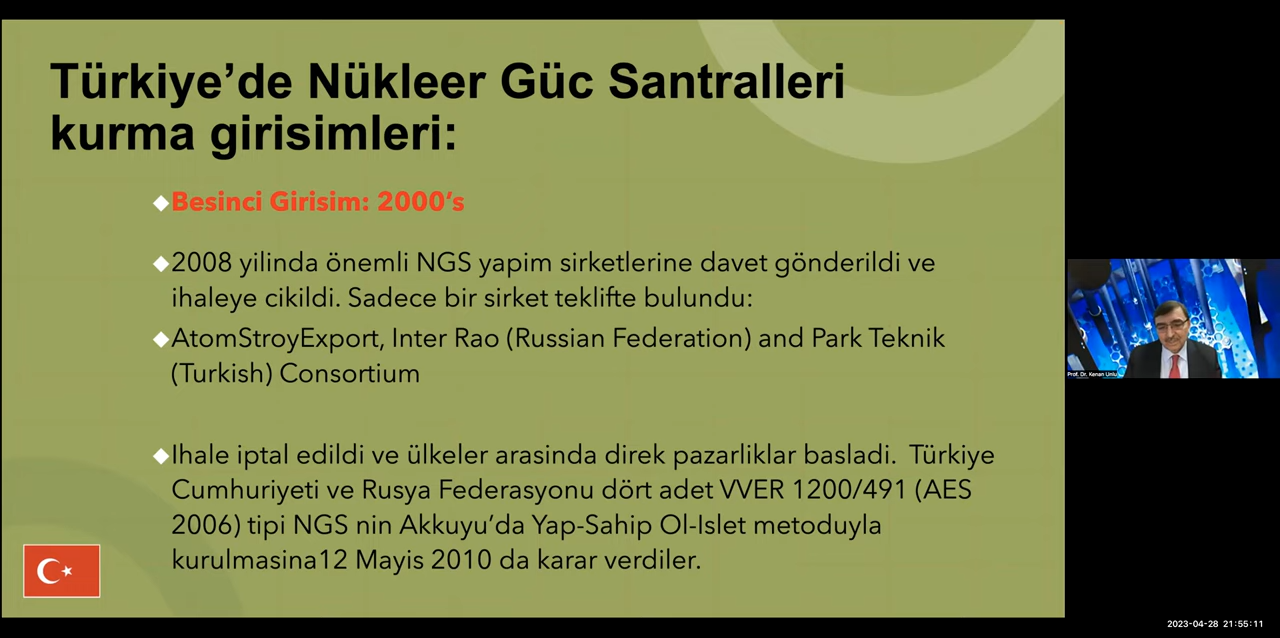 Türkiye’de Nükleer Güc Santralleri
kurma girisimleri:
Besinci Girisim: 2000’s
2008 yilinda önemli NGS yapim sirketlerine davet gönderildi ve
ihaleye cikildi. Sadece bir sirket teklifte bulundu:
AtomStroyExport, Inter Rao (Russian Federation) and Park Teknik
(Turkish) Consortium
Ihale iptal edildi ve ülkeler arasinda direk pazarliklar basladi.  Türkiye
Cumhuriyeti ve Rusya Federasyonu dört adet VVER 1200/491 (AES
2006) tipi NGS nin Akkuyu’da Yap-Sahip Ol-Islet metoduyla
kurulmasina12 Mayis 2010 da karar verdiler.
Prof. Dr. Kenan Unlu
2023-04-28 21:55:11